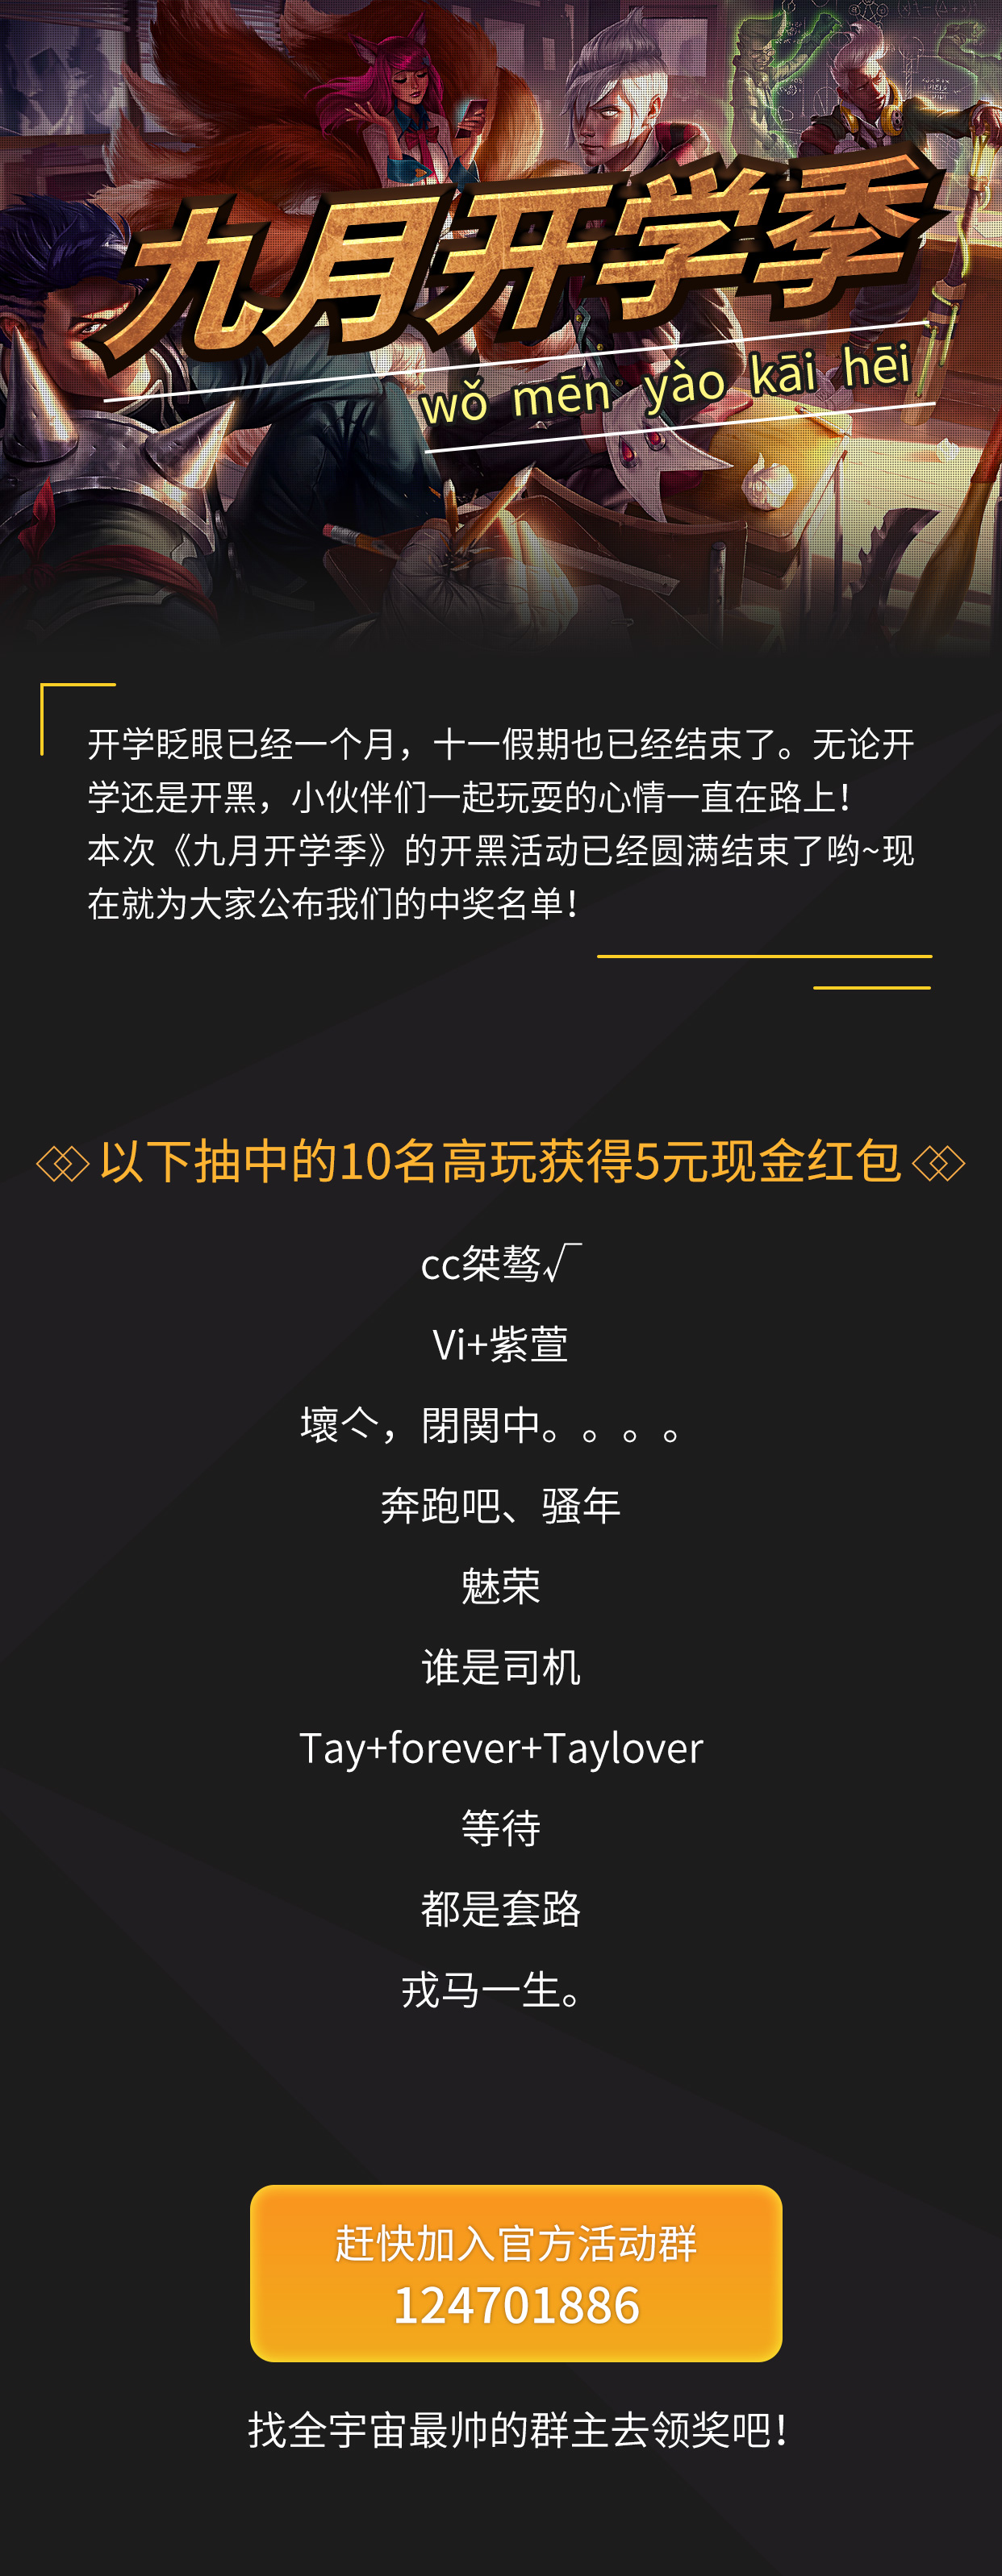 九月开学季
wǒ mēn yào kāi hēi
开学眨眼已经一个月，十一假期也已经结束了。无论开
学还是开黑，小伙伴们一起玩耍的心情一直在路上！
本次《九月开学季》的开黑活动已经圆满结束了哟~现
在就为大家公布我们的中奖名单！
以下抽中的10名高玩获得5元现金红包
cc桀骜√
Vi+紫萱
壞亽，閉関中。。。。
奔跑吧、骚年
魅荣
谁是司机
Tay+forever+Taylover
等待
都是套路
戎马一生。
赶快加入官方活动群
124701886
找全宇宙最帅的群主去领奖吧！